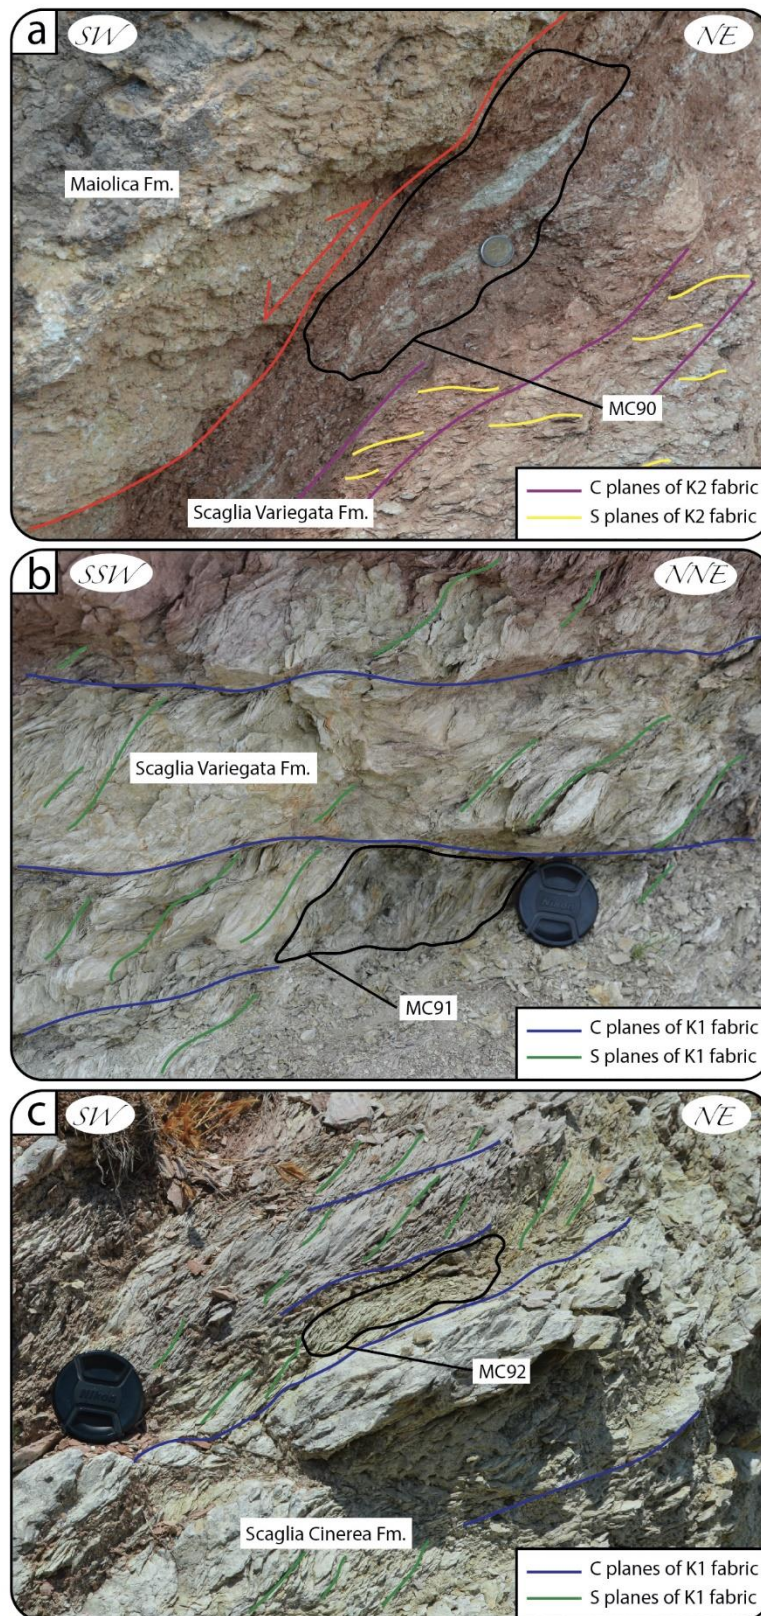 a
SW
NE
Maiolica Fm.
MC90
Scaglia Variegata Fm.
C planes of K2 fabric
S planes of K2 fabric
b
SSW
NNE
Scaglia Variegata Fm.
Nikon
MC91
C planes of K1 fabric
S planes of K1 fabric
c
SW
NE
Nikon
MC92
Scaglia Cinerea Fm.
C planes of K1 fabric
S planes of K1 fabric